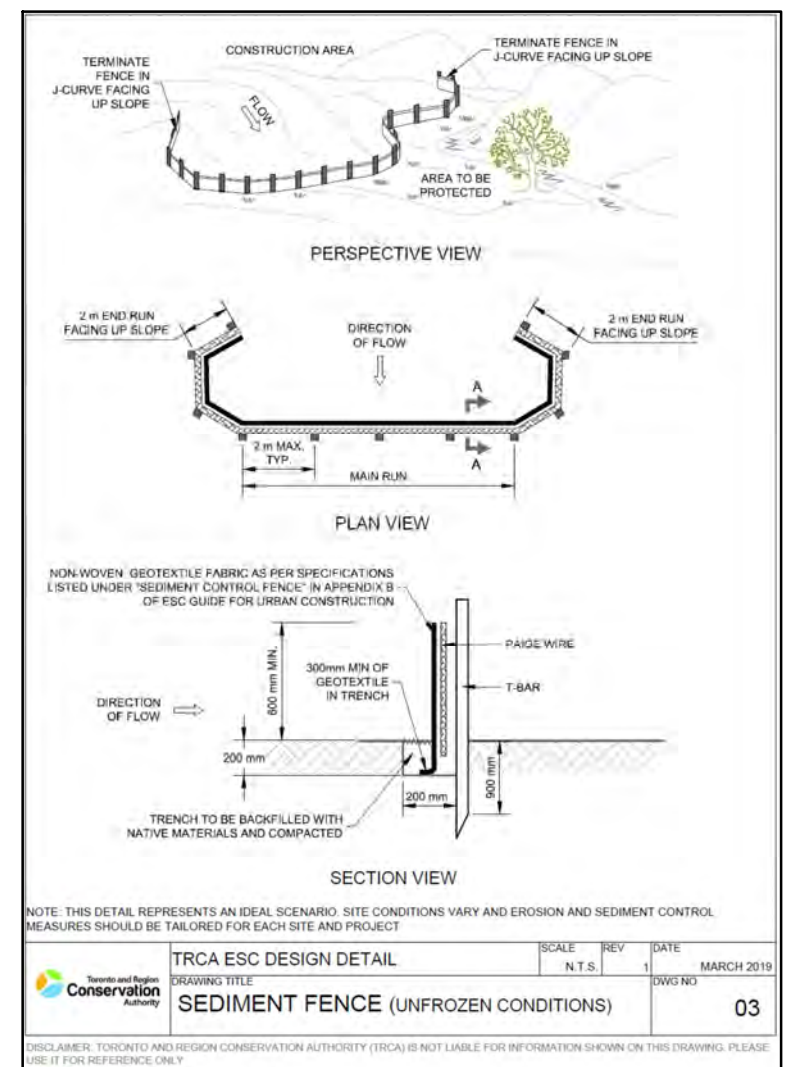 CONSTRUCTION AREA
TERMINATE FENCE IN
J-CURVE FACING UP SLOPE
TERMINATE
FENCE IN
J-CURVE FACING
UP SLOPE
FLOW
AREA TO BE
PROTECTED
PERSPECTIVE VIEW
2 m END RUN
FACING UP SLOPE
DIRECTION
OF FLOW
2 m END RUN
FACING UP SLOPE
A
A
2 m MAX.
TYP.
MAIN RUN
PLAN VIEW
NON-WOVEN GEOTEXTILE FABRIC AS PER SPECIFICATIONS
LISTED UNDER "SEDIMENT CONTROL FENCE" IN APPENDIX B
OF ESC GUIDE FOR URBAN CONSTRUCTION
600 mm MIN.
300mm MIN OF
GEOTEXTILE
IN TRENCH
PAIGE WIRE
T-BAR
DIRECTION
OF FLOW
200 mm
200 mm
900 mm
TRENCH TO BE BACKFILLED WITH
NATIVE MATERIALS AND COMPACTED
SECTION VIEW
NOTE: THIS DETAIL REPRESENTS AN IDEAL SCENARIO. SITE CONDITIONS VARY AND EROSION AND SEDIMENT CONTROL
MEASURES SHOULD BE TAILORED FOR EACH SITE AND PROJECT
Toronto and Region
Conservation
Authority
TRCA ESC DESIGN DETAIL
SCALE
N.T.S.
REV
1
DATE
MARCH 2019
DRAWING TITLE
SEDIMENT FENCE (UNFROZEN CONDITIONS)
DWG NO
03
DISCLAIMER: TORONTO AND REGION CONSERVATION AUTHORITY (TRCA) IS NOT LIABLE FOR INFORMATION SHOWN ON THIS DRAWING. PLEASE
USE IT FOR REFERENCE ONLY